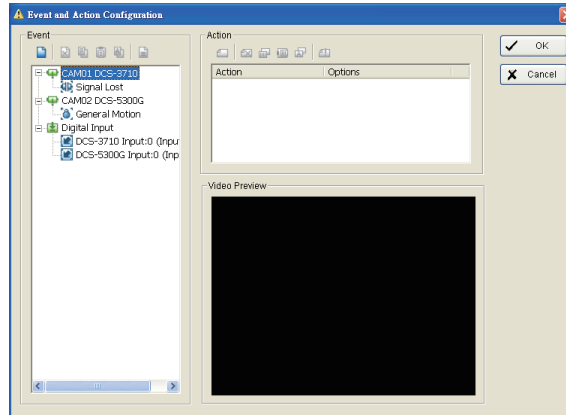 Event and Action Configuration
Event
CAM01 DCS-3710
Signal Lost
CAM02 DCS-5300G
General Motion
Digital Input
DCS-3710 Input:0 (Inpu
DCS-5300G Input:0 (Inp
Action
Action Options
Video Preview
OK
Cancel